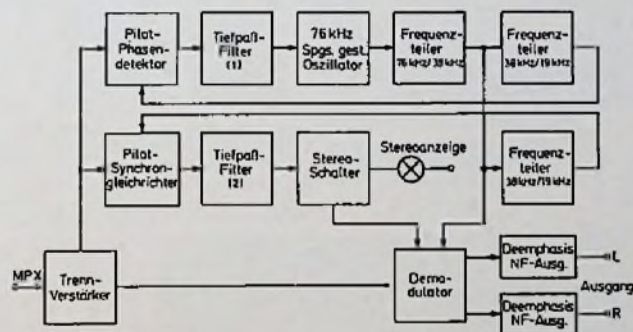 Pilot-
Phasen-
detektor
Tiefpaß-
Filter
(1)
76 kHz
Spgs. gest.
Oszillator
Frequenz-
teiler
76 kHz/38 kHz
Frequenz-
teiler
38 kHz/19 kHz
Pilot-
Synchron-
gleichrichter
Tiefpaß-
Filter
(2)
Stereo-
Schalter
Stereoanzeige
Frequenz-
teiler
38 kHz/19 kHz
MPX
Trenn-
Verstärker
Demo-
dulator
Deemphasis
NF-Ausg.
L
Ausgang
Deemphasis
NF-Ausg.
R